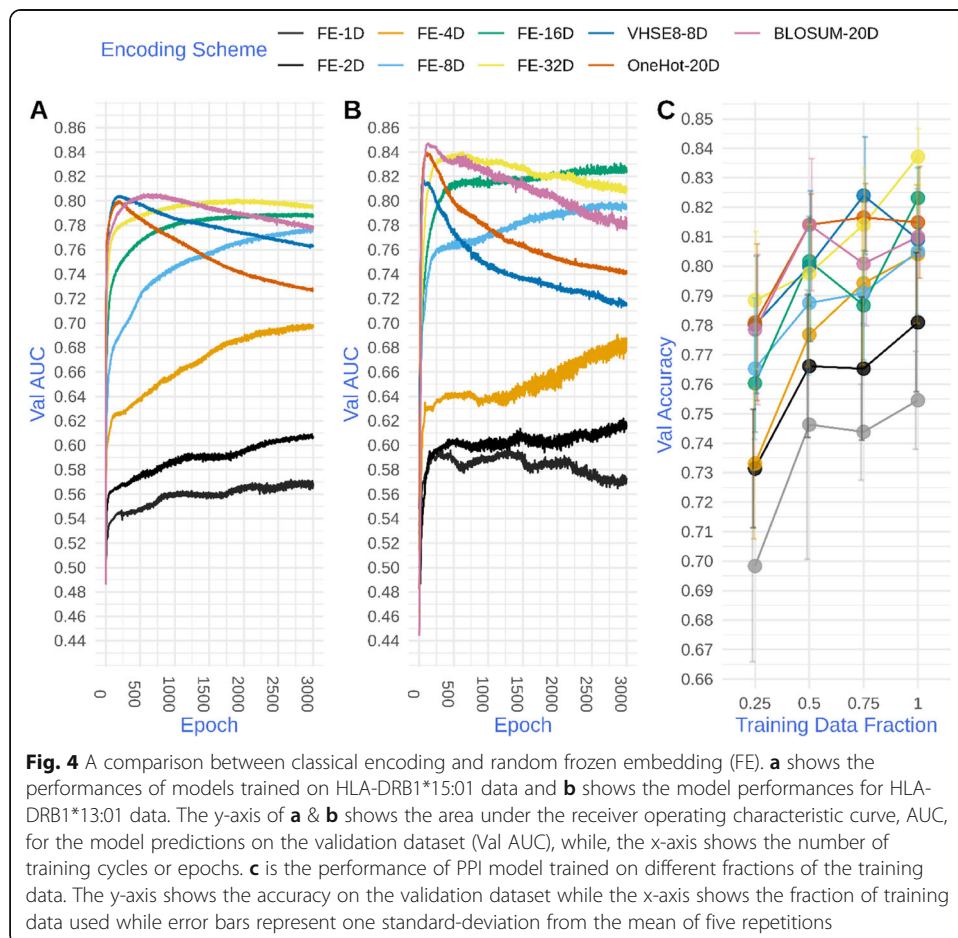 Encoding Scheme
FE-1D FE-4D FE-16D VHSE8-8D BLOSUM-20D
FE-2D FE-8D FE-32D OneHot-20D
A
0.86
0.84
0.82
0.80
0.78
0.76
0.74
0.72
0.70
0.68
0.66
0.64
0.62
0.60
0.58
0.56
0.54
0.52
0.50
0.48
0.46
0.44
Val AUC
0 500 1000 1500 2000 2500 3000
Epoch
B
0.86
0.84
0.82
0.80
0.78
0.76
0.74
0.72
0.70
0.68
0.66
0.64
0.62
0.60
0.58
0.56
0.54
0.52
0.50
0.48
0.46
0.44
Val AUC
0 500 1000 1500 2000 2500 3000
Epoch
C
0.85
0.84
0.83
0.82
0.81
0.80
0.79
0.78
0.77
0.76
0.75
0.74
0.73
0.72
0.71
0.70
0.69
0.68
0.67
0.66
Val Accuracy
0.25 0.5 0.75 1
Training Data Fraction
Fig. 4 A comparison between classical encoding and random frozen embedding (FE). a shows the
performances of models trained on HLA-DRB1*15:01 data and b shows the model performances for HLA-
DRB1*13:01 data. The y-axis of a & b shows the area under the receiver operating characteristic curve, AUC,
for the model predictions on the validation dataset (Val AUC), while, the x-axis shows the number of
training cycles or epochs. c is the performance of PPI model trained on different fractions of the training
data. The y-axis shows the accuracy on the validation dataset while the x-axis shows the fraction of training
data used while error bars represent one standard-deviation from the mean of five repetitions